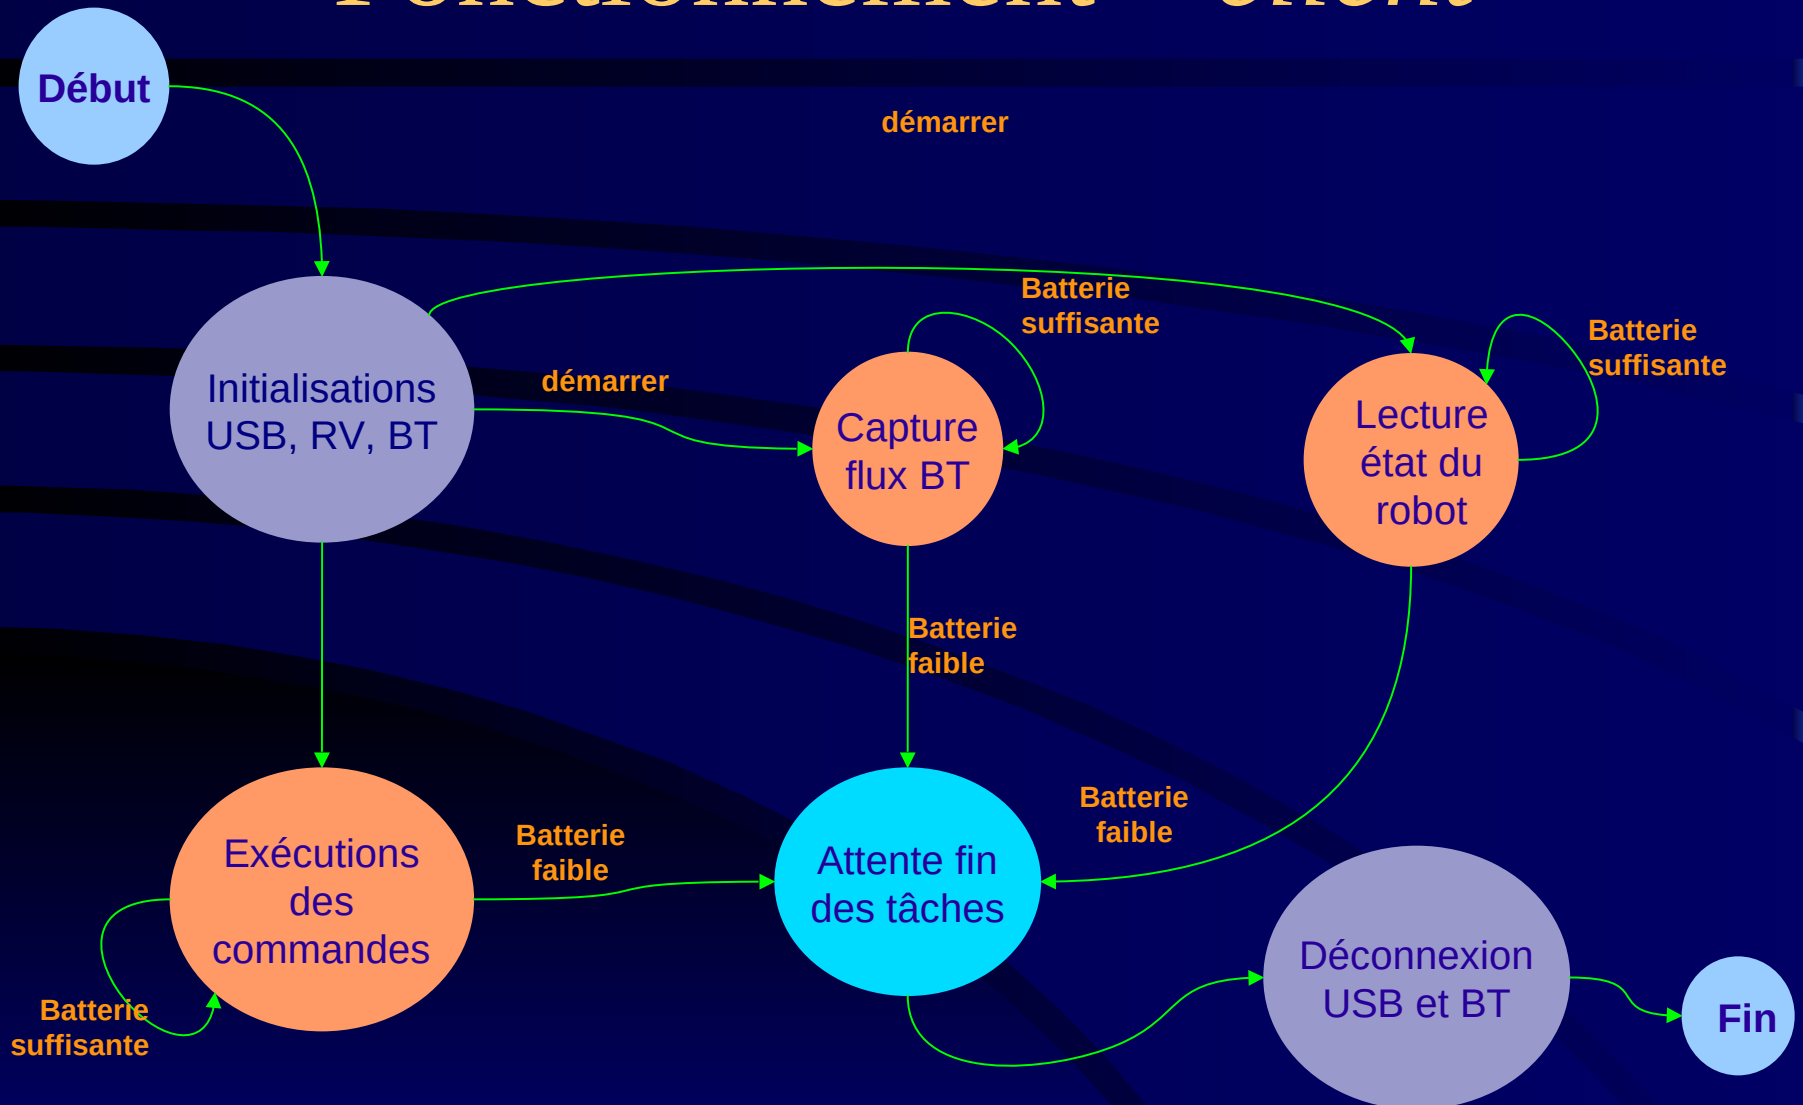 Début
démarrer
Batterie
suffisante
Batterie
suffisante
démarrer
Initialisations
USB, RV, BT
Capture
flux BT
Lecture
état du
robot
Batterie
faible
Batterie
faible
Batterie
faible
Exécutions
des
commandes
Attente fin
des tâches
Déconnexion
USB et BT
Batterie
suffisante
Fin